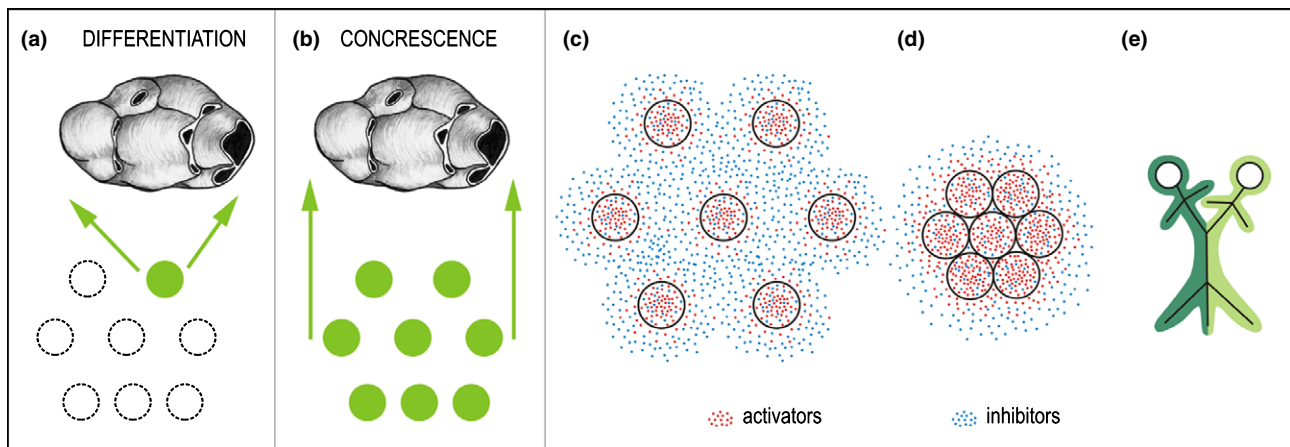 (a) DIFFERENTIATION
(b) CONCRESCENCE
(c)
(d)
(e)
activators
inhibitors